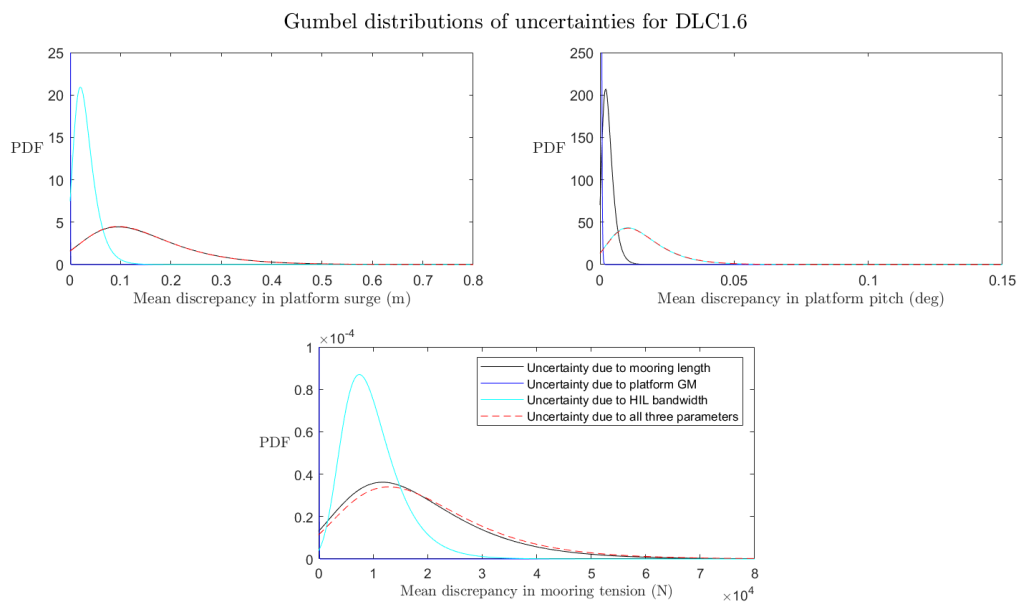 Gumbel distributions of uncertainties for DLC1.6
25
20
15
10
5
0
PDF
0 0.1 0.2 0.3 0.4 0.5 0.6 0.7 0.8
Mean discrepancy in platform surge (m)
250
200
150
100
50
0
PDF
0 0.05 0.1 0.15
Mean discrepancy in platform pitch (deg)
×10⁻⁴
1
0.8
0.6
0.4
0.2
0
PDF
Uncertainty due to mooring length
Uncertainty due to platform GM
Uncertainty due to HIL bandwidth
Uncertainty due to all three parameters
0 1 2 3 4 5 6 7 8
Mean discrepancy in mooring tension (N)
×10⁴